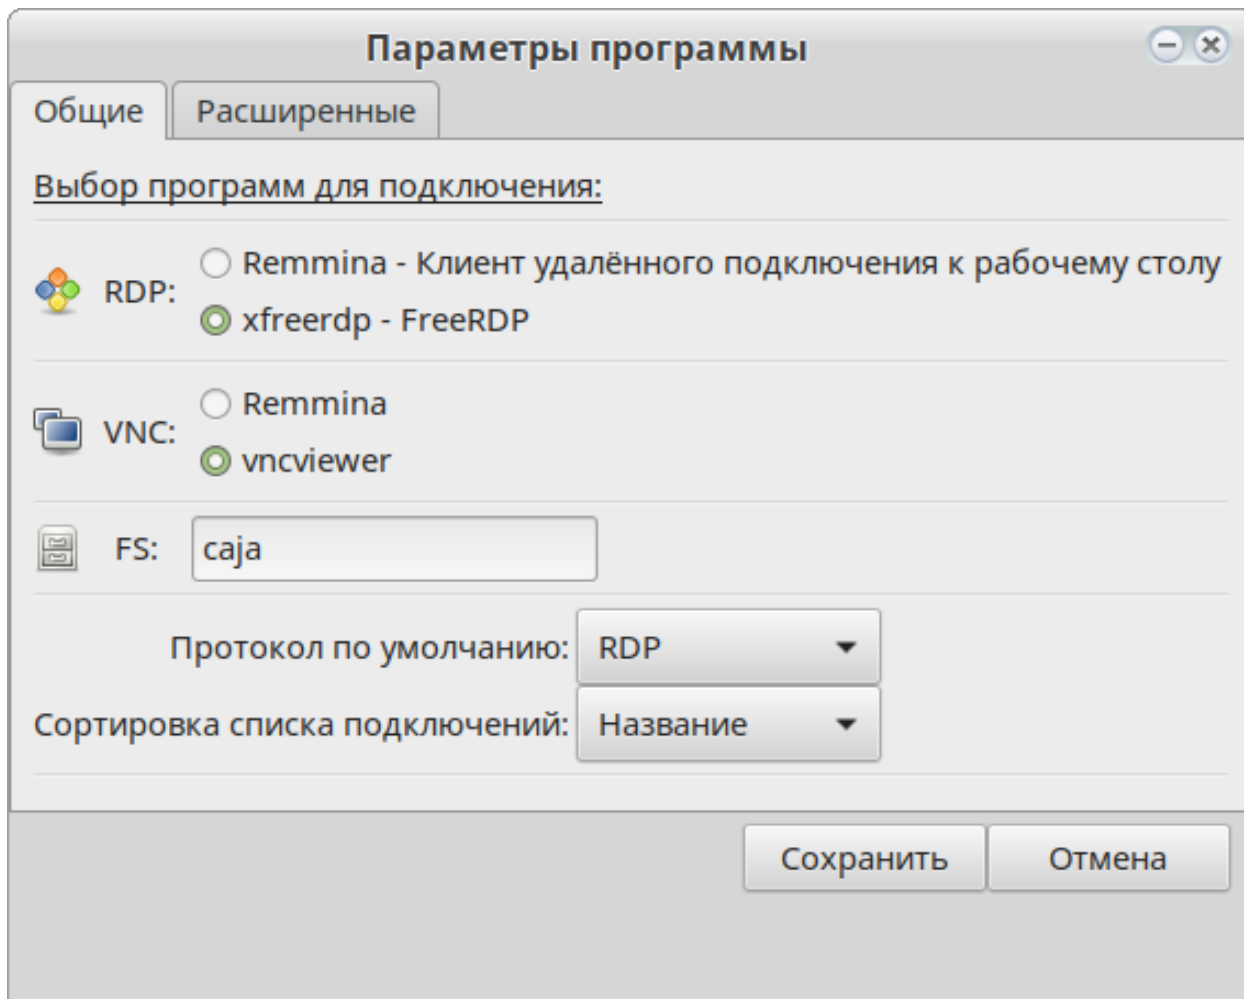 Параметры программы
Общие
Расширенные
Выбор программ для подключения:
RDP:
Remmina - Клиент удалённого подключения к рабочему столу
xfreerdp - FreeRDP
VNC:
Remmina
vncviewer
FS:
caja
Протокол по умолчанию: RDP
Сортировка списка подключений: Название
Сохранить
Отмена